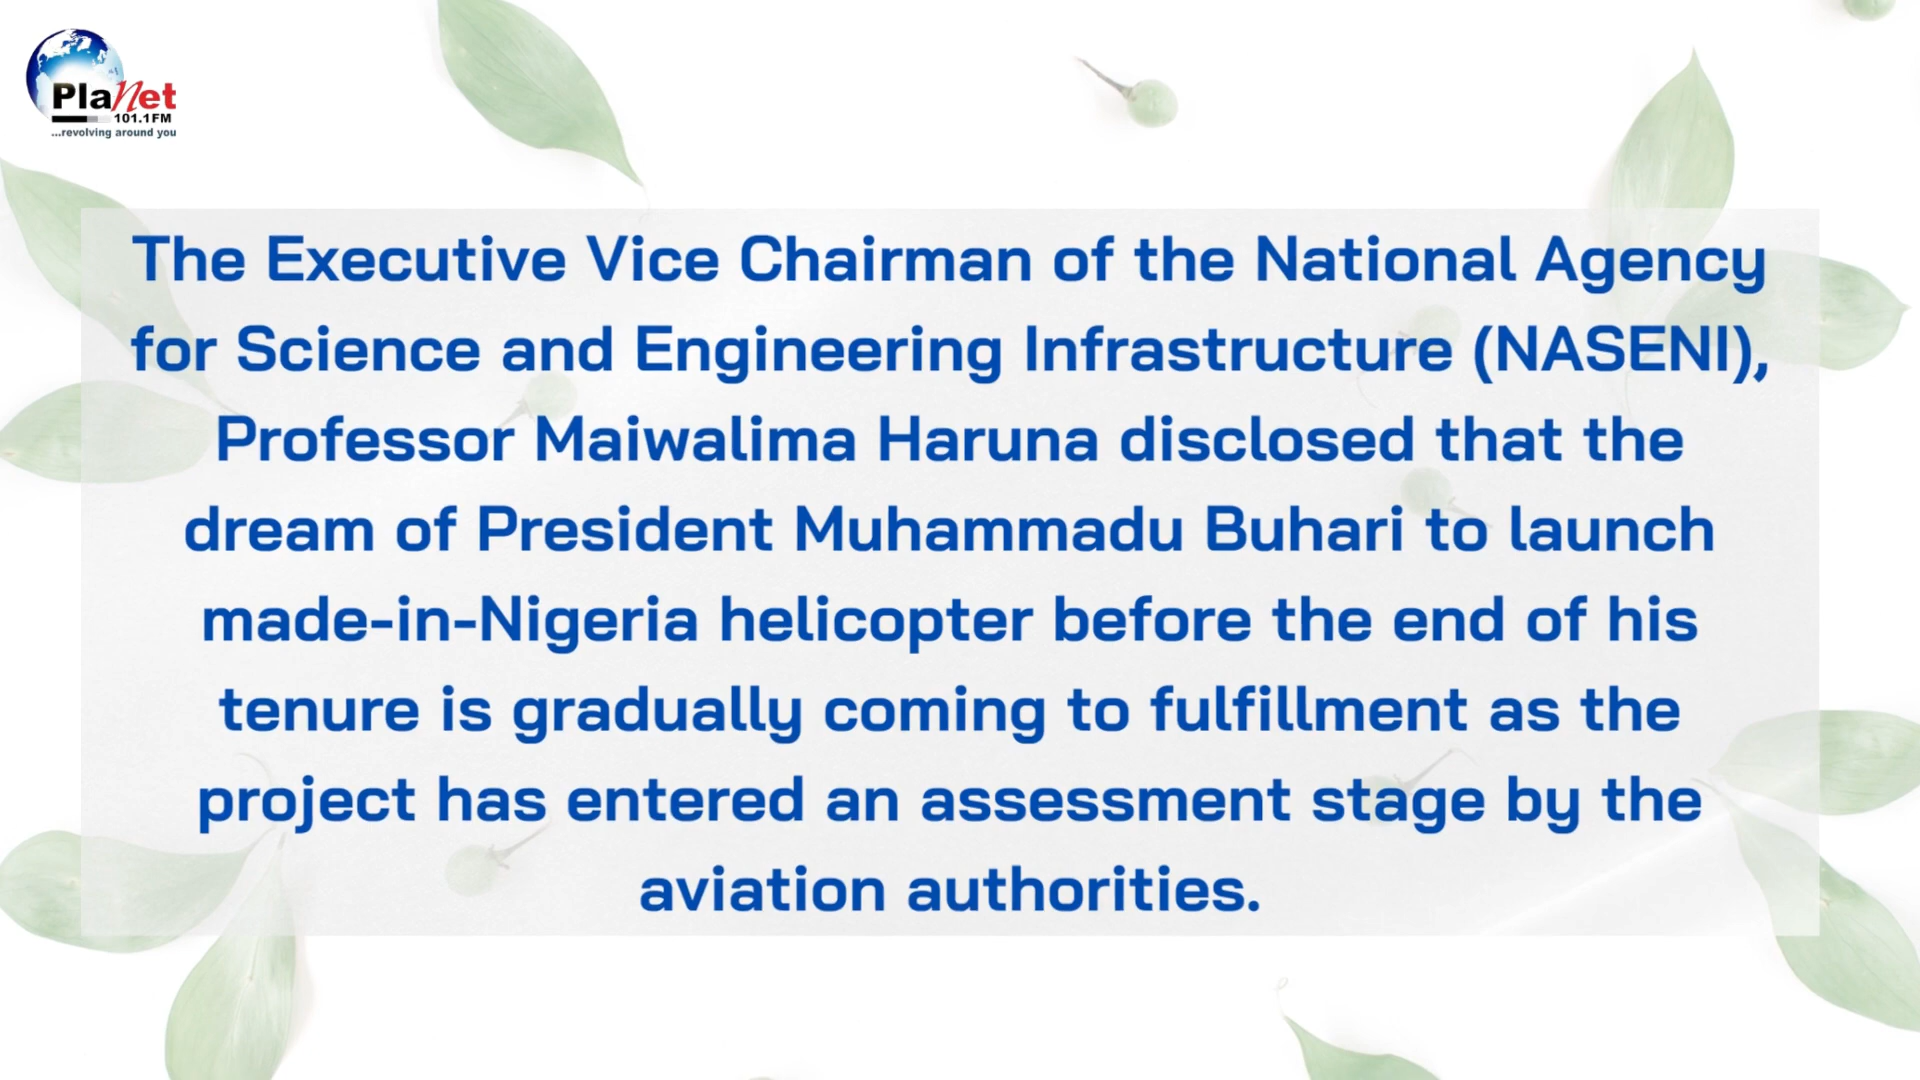 PlaNet
101.1FM
...revolving around you
The Executive Vice Chairman of the National Agency
for Science and Engineering Infrastructure (NASENI),
Professor Maiwalima Haruna disclosed that the
dream of President Muhammadu Buhari to launch
made-in-Nigeria helicopter before the end of his
tenure is gradually coming to fulfillment as the
project has entered an assessment stage by the
aviation authorities.